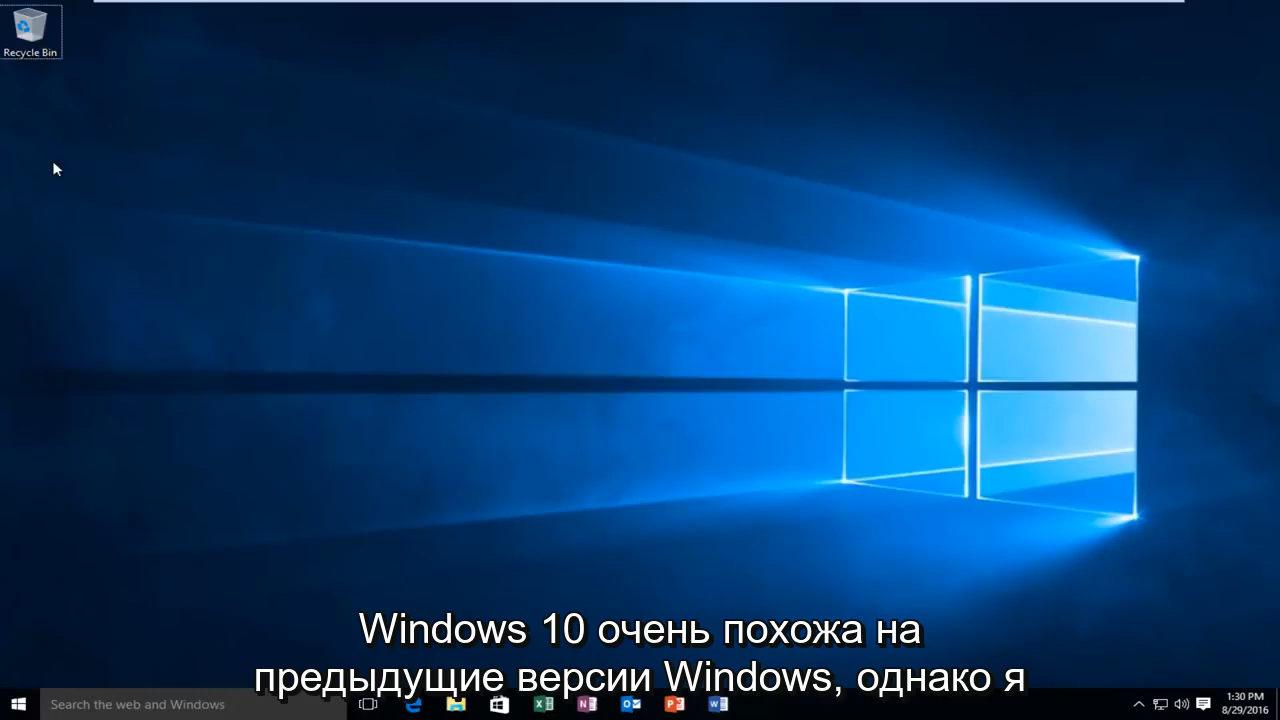 Recycle Bin
Windows 10 очень похожа на
предыдущие версии Windows, однако я
Search the web and Windows
1:30 PM
8/29/2016